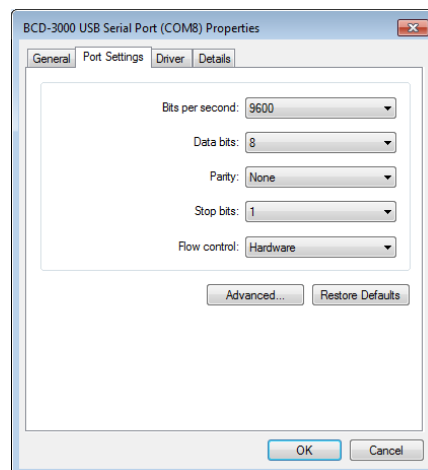 BCD-3000 USB Serial Port (COM8) Properties
General Port Settings Driver Details
Bits per second: 9600
Data bits: 8
Parity: None
Stop bits: 1
Flow control: Hardware
Advanced... Restore Defaults
OK Cancel